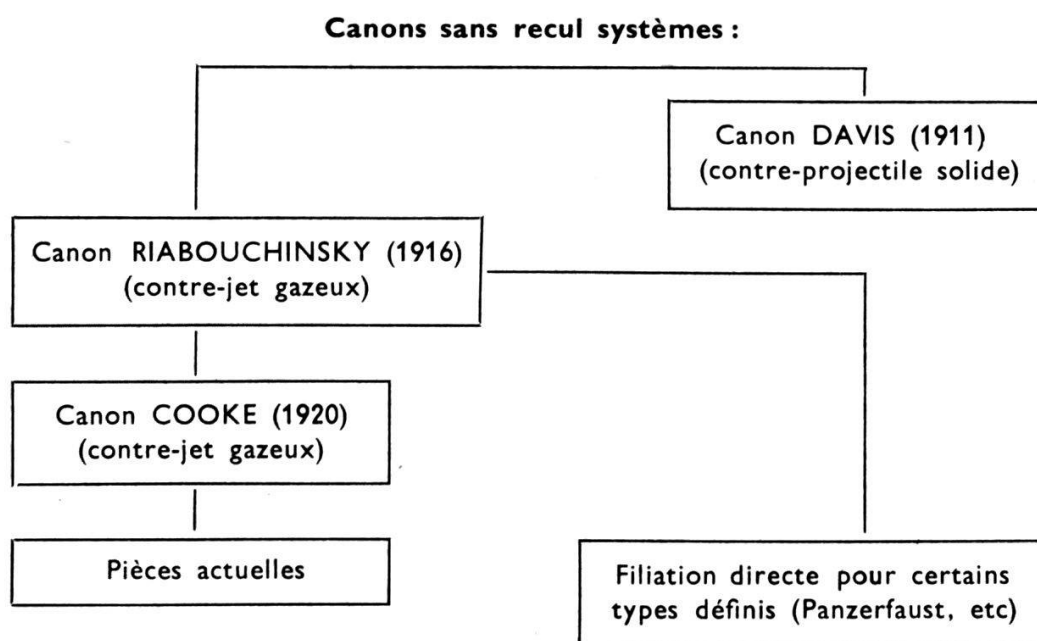 Canons sans recul systèmes :
Canon DAVIS (1911)
(contre-projectile solide)
Canon RIABOUCHINSKY (1916)
(contre-jet gazeux)
Canon COOKE (1920)
(contre-jet gazeux)
Pièces actuelles
Filiation directe pour certains
types définis (Panzerfaust, etc)